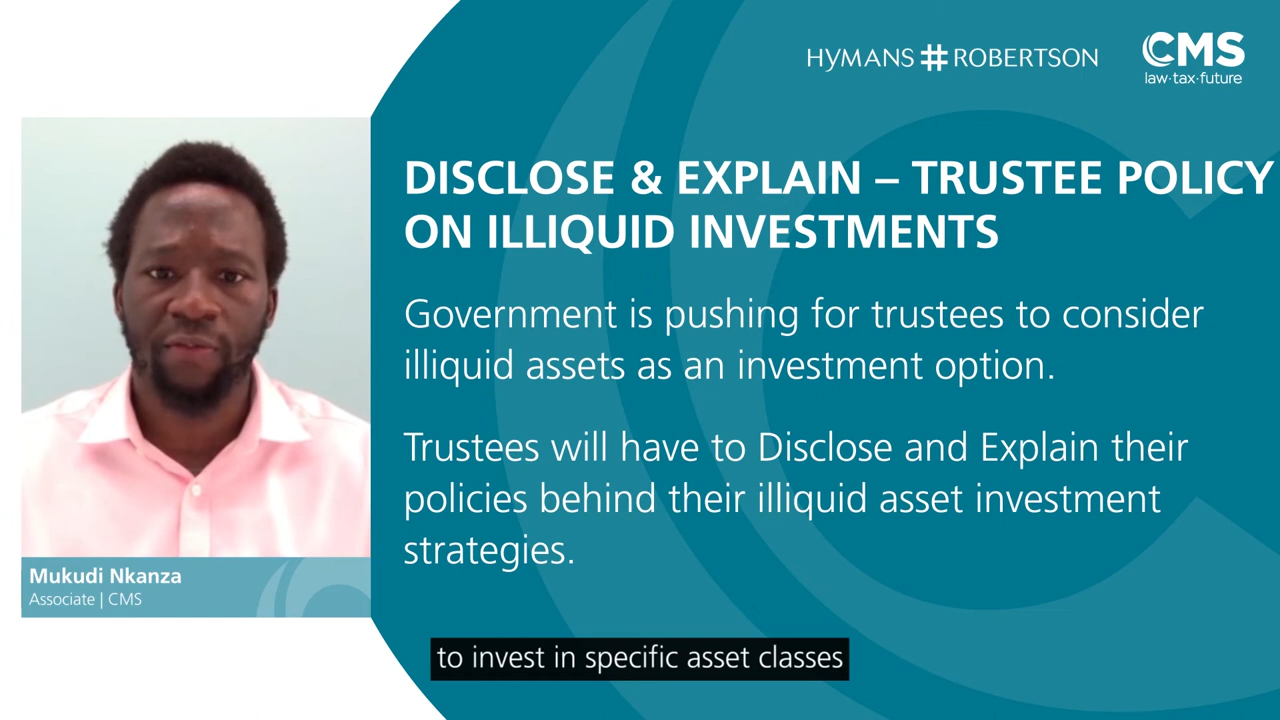 HYMANS # ROBERTSON
CMS
law·tax·future
DISCLOSE & EXPLAIN – TRUSTEE POLICY
ON ILLIQUID INVESTMENTS
Government is pushing for trustees to consider
illiquid assets as an investment option.
Trustees will have to Disclose and Explain their
policies behind their illiquid asset investment
strategies.
Mukudi Nkanza
Associate | CMS
to invest in specific asset classes